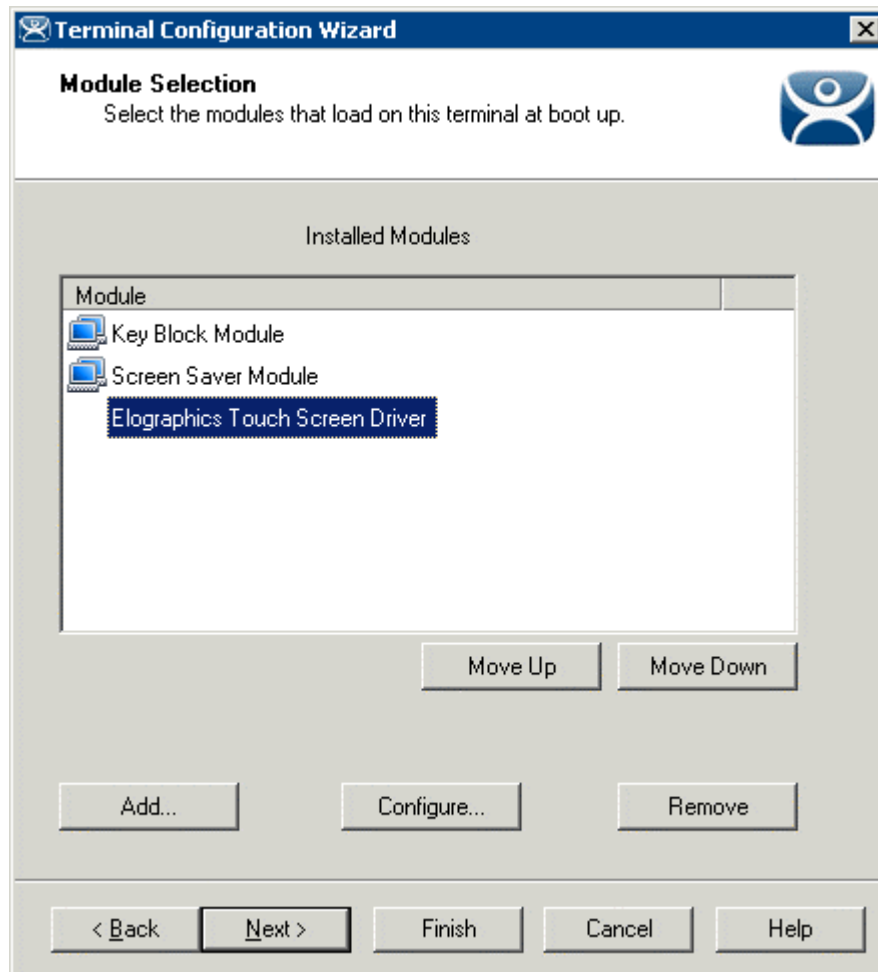 Terminal Configuration Wizard
Module Selection
Select the modules that load on this terminal at boot up.
Installed Modules
Module
Key Block Module
Screen Saver Module
Elographics Touch Screen Driver
Move Up Move Down
Add... Configure... Remove
< Back Next > Finish Cancel Help